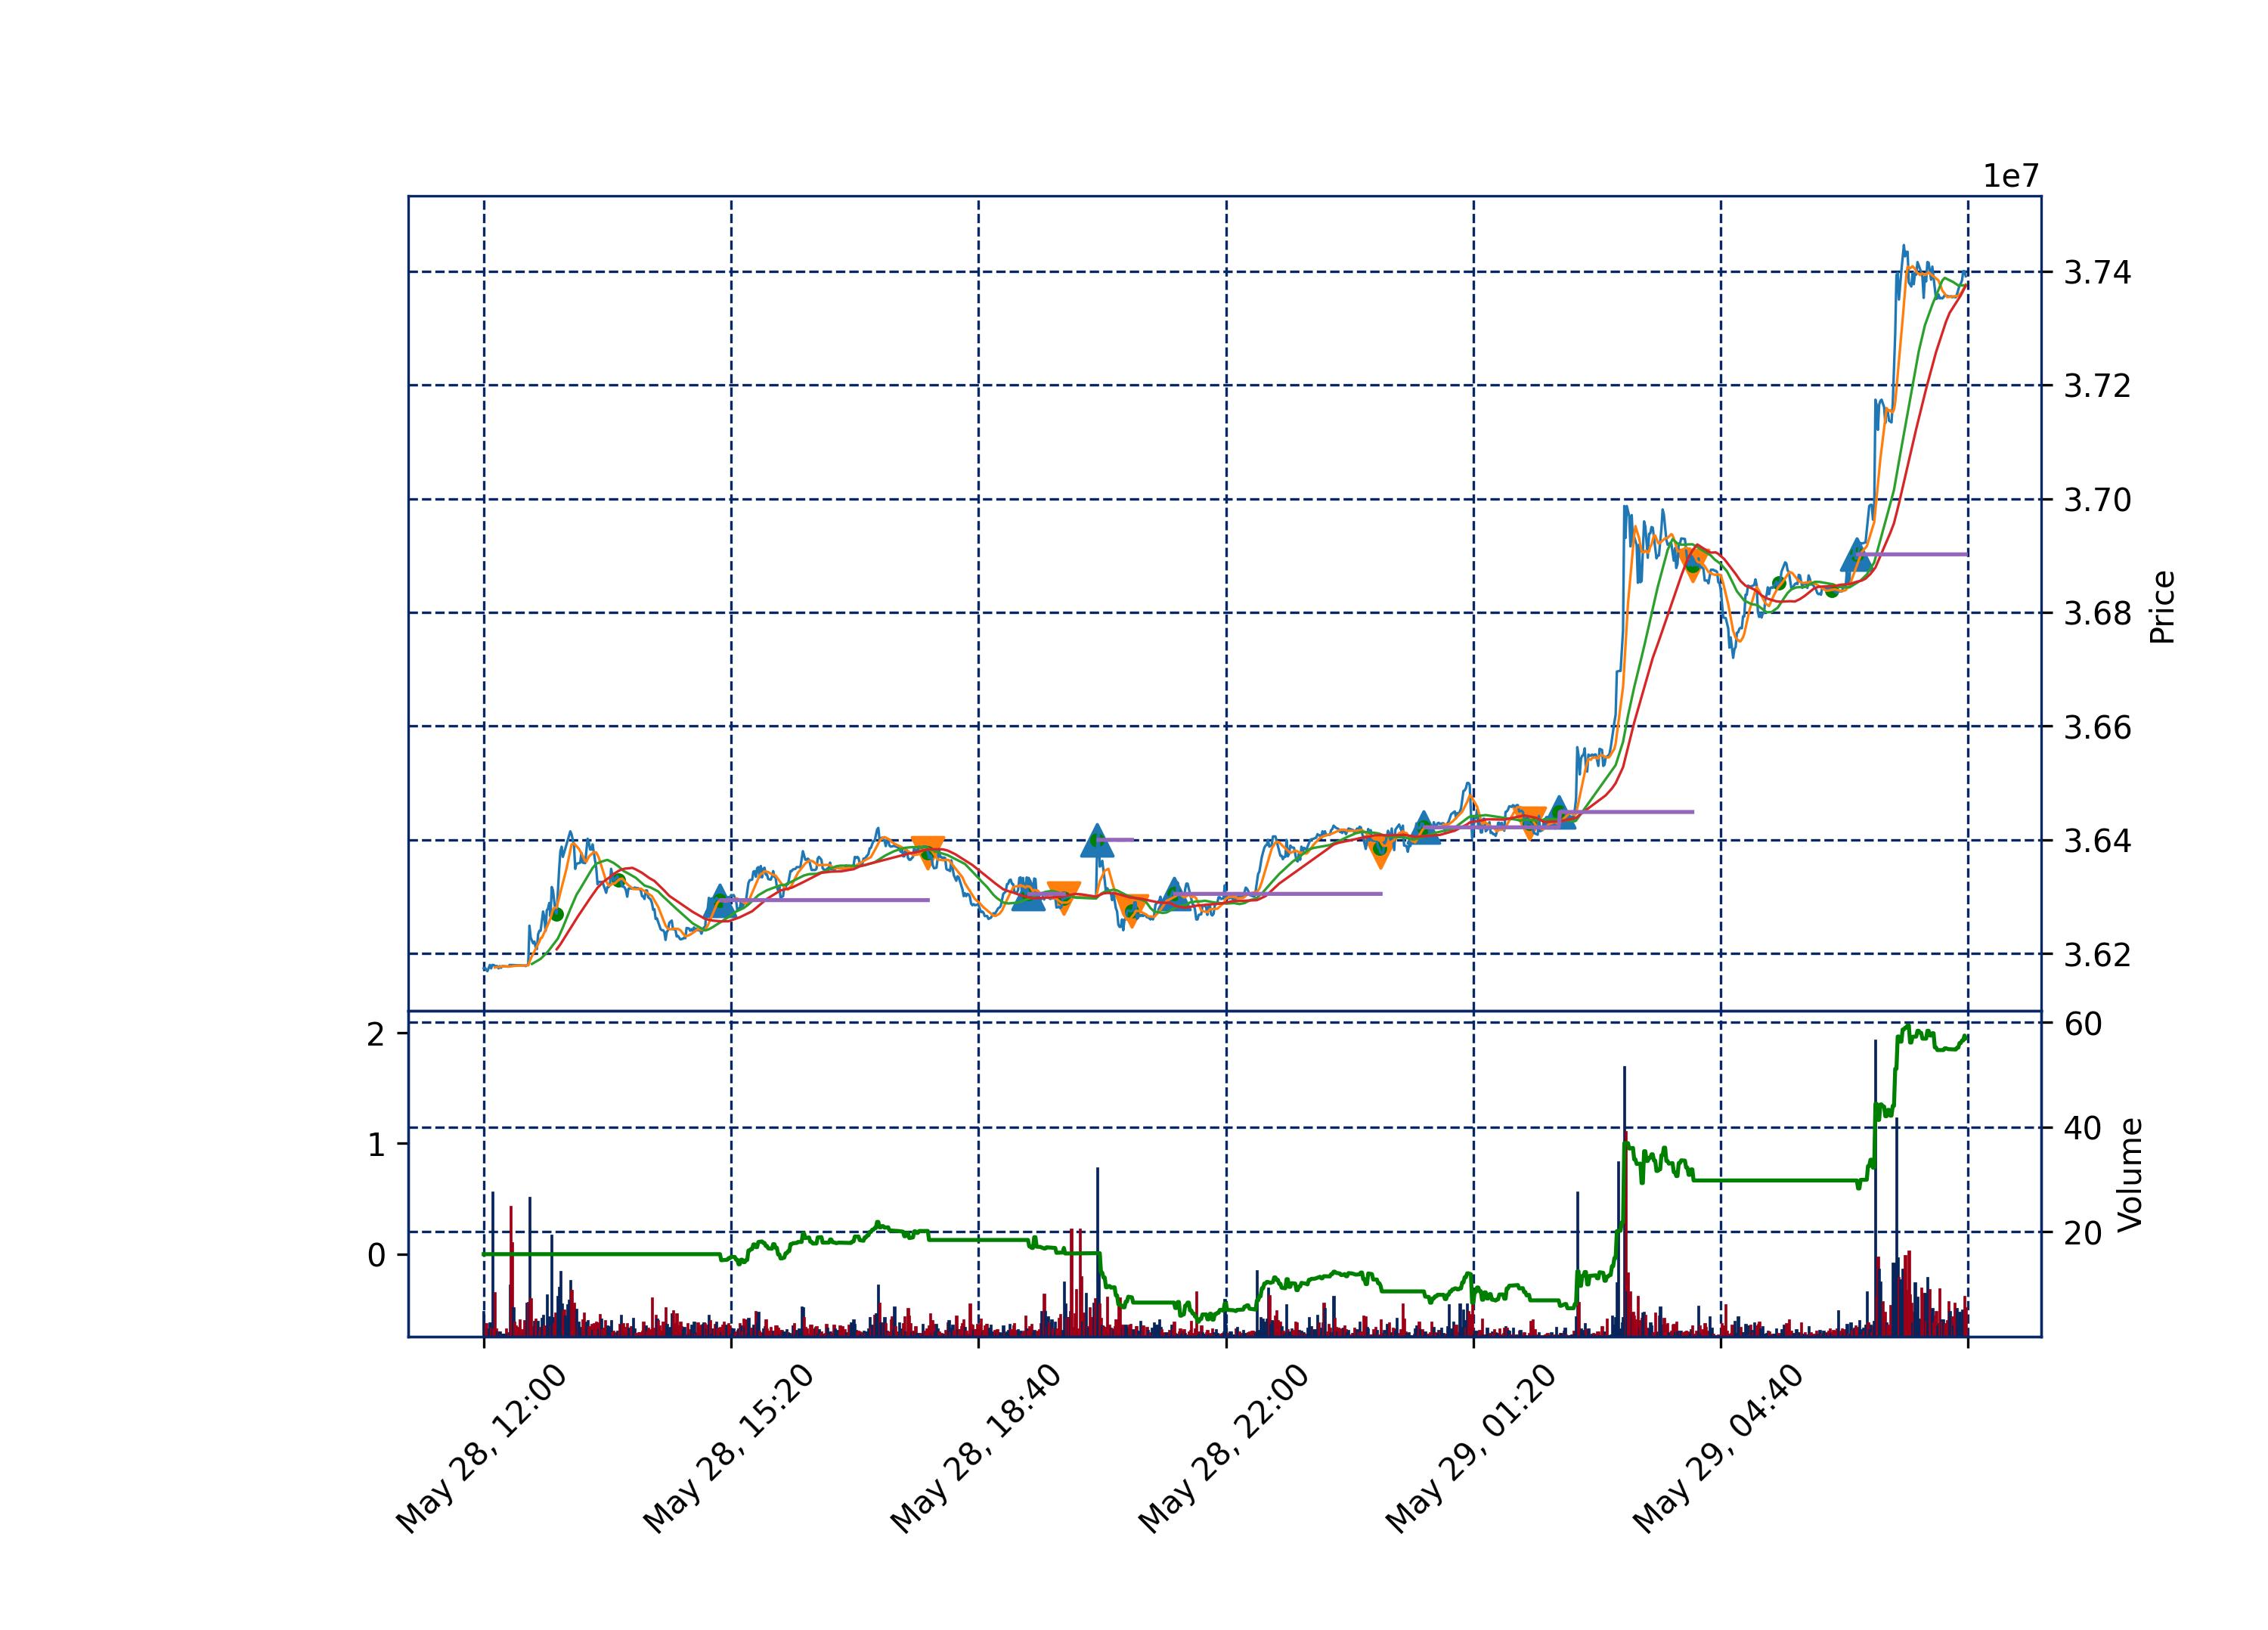 1e7
3.74
3.72
3.70
3.68
3.66
3.64
3.62
Price
2
1
0
60
40
20
Volume
May 28, 12:00
May 28, 15:20
May 28, 18:40
May 28, 22:00
May 29, 01:20
May 29, 04:40